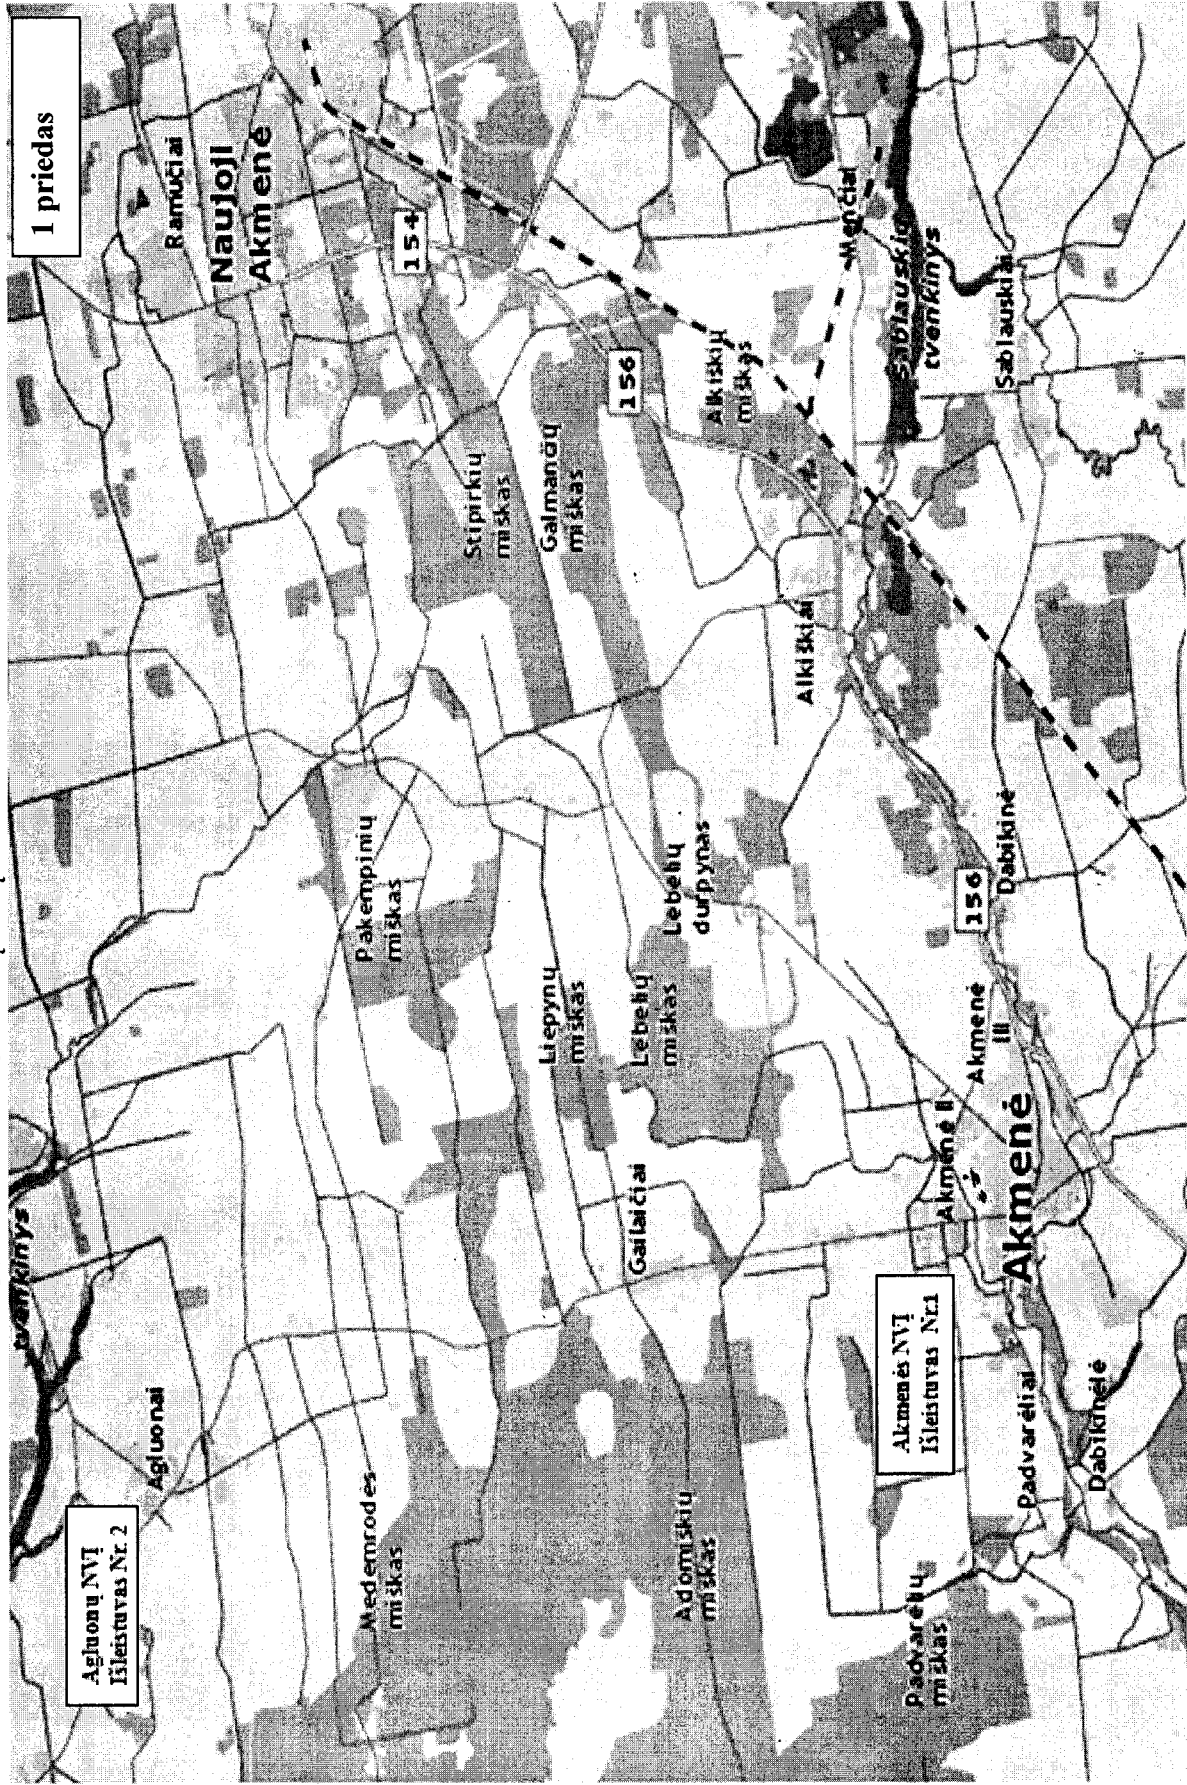 tvenkinys
1 priedas
Agluonų NVĮ
Išleistuvas Nr. 2
Agluonai
Ramučiai
Naujoji
Akmenė
Medemrodės
miškas
Pakempinių
miškas
154
Stipirkių
miškas
Liepynų
miškas
Galmančių
miškas
156
Gailaičiai
Lebelių
miškas
Lebelių
durpynas
Adomiškių
miškas
Alkiškių
miškas
Alkiškiai
Menčiai
Akmenės NVĮ
Išleistuvas Nr.1
Padvarėlių
miškas
Sablauskių
tvenkinys
Akmenė II
Akmenė
III
156
Dabikinė
Sablauskiai
Padvarėliai
Akmenė
Dabikinėlė